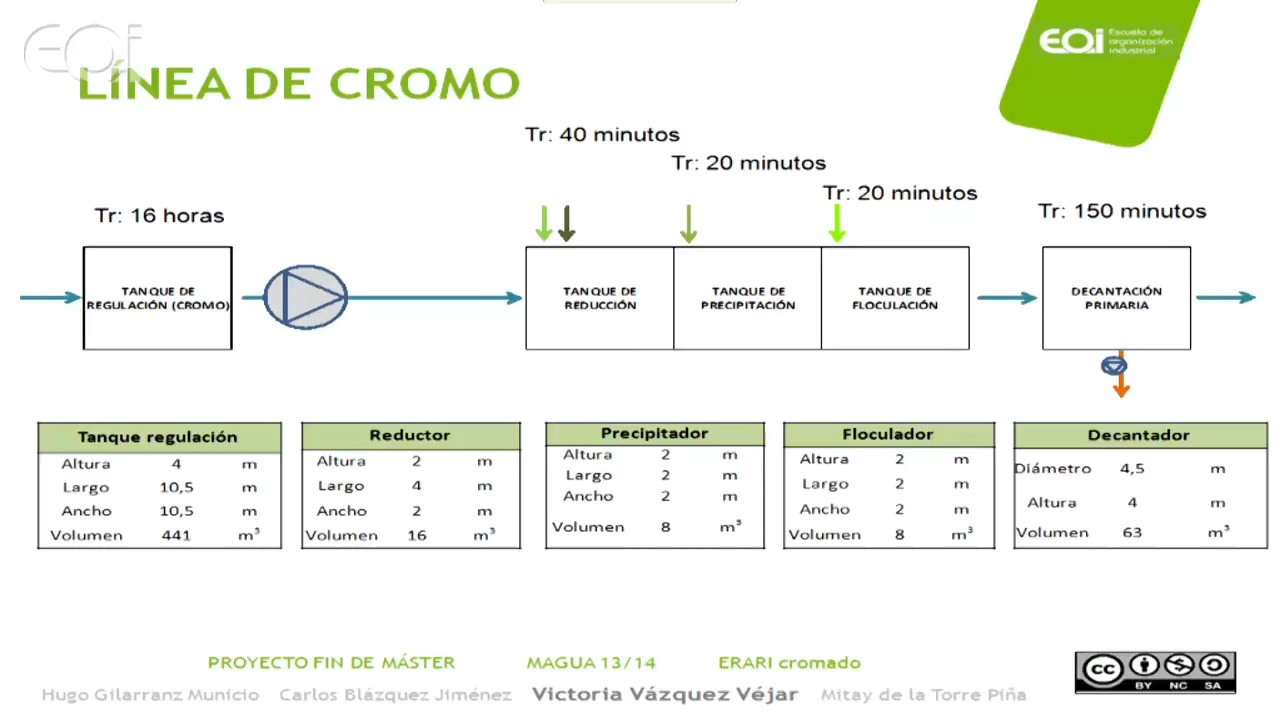 EOi
EOi Escuela de
organización
industrial
LÍNEA DE CROMO
Tr: 40 minutos
Tr: 20 minutos
Tr: 20 minutos
Tr: 16 horas
Tr: 150 minutos
TANQUE DE
REGULACIÓN (CROMO)
TANQUE DE
REDUCCIÓN
TANQUE DE
PRECIPITACIÓN
TANQUE DE
FLOCULACIÓN
DECANTACIÓN
PRIMARIA
Tanque regulación
Altura 4 m
Largo 10,5 m
Ancho 10,5 m
Volumen 441 m³
Reductor
Altura 2 m
Largo 4 m
Ancho 2 m
Volumen 16 m³
Precipitador
Altura 2 m
Largo 2 m
Ancho 2 m
Volumen 8 m³
Floculador
Altura 2 m
Largo 2 m
Ancho 2 m
Volumen 8 m³
Decantador
Diámetro 4,5 m
Altura 4 m
Volumen 63 m³
PROYECTO FIN DE MÁSTER MAGUA 13/14 ERARI cromado
Hugo Gilarranz Municio Carlos Blázquez Jiménez Victoria Vázquez Véjar Mitay de la Torre Piña
cc
BY NC SA